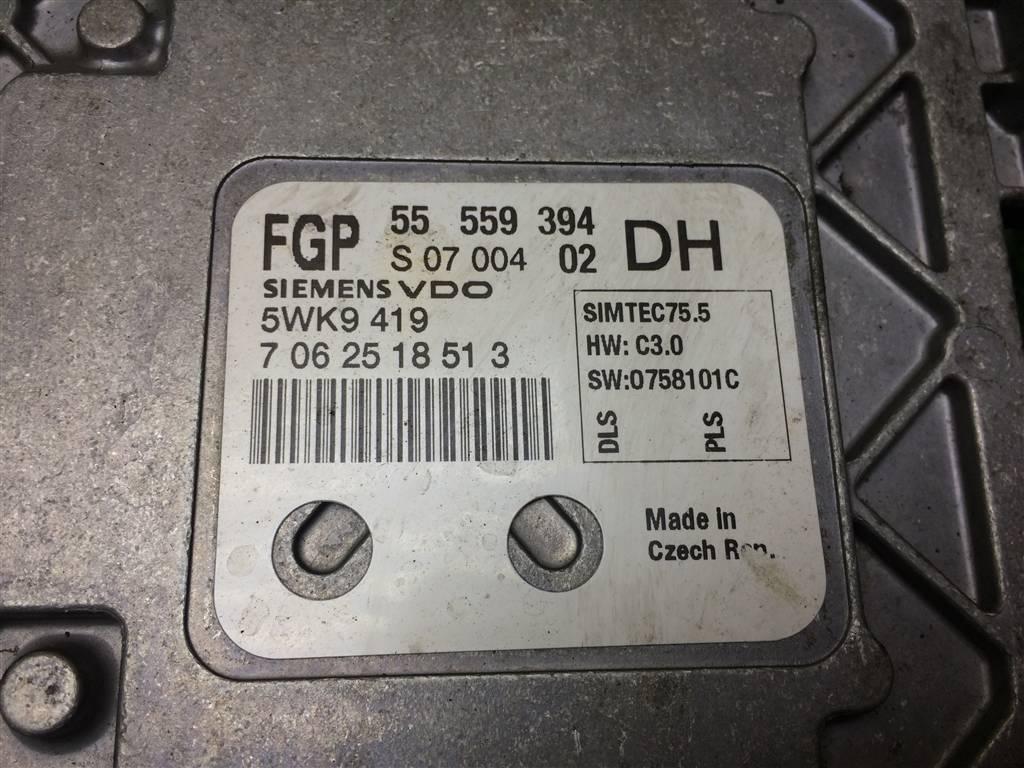 FGP 55 559 394 DH
S 07 004 02
SIEMENS VDO
5WK9 419
7 06 25 18 51 3
SIMTEC75.5
HW: C3.0
SW:0758101C
DLS PLS
Made in
Czech